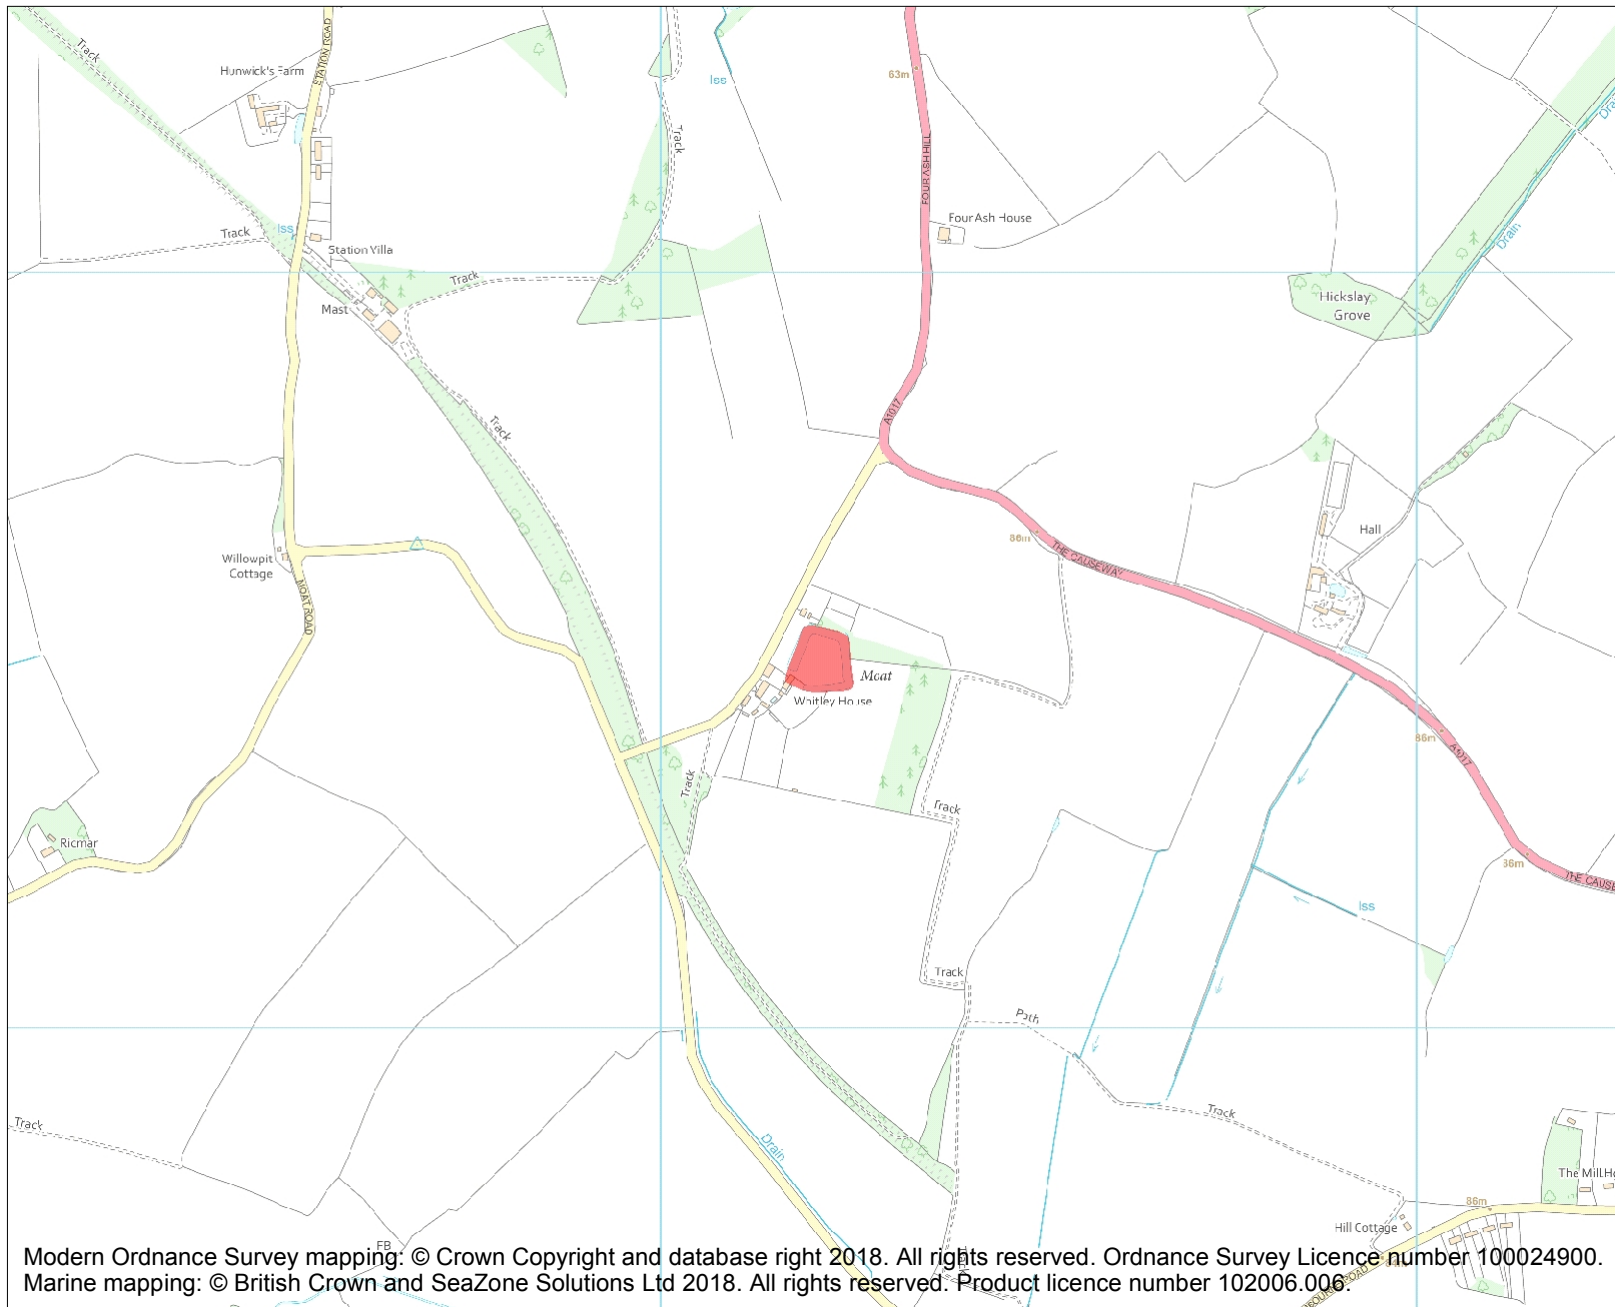 Track
STATION ROAD
Hunwick's Farm
Iss
63m
Track
FOUR ASH HILL
Drain
Four Ash House
Iss
Track
Station Villa
Track
Drain
Hickslay
Grove
Mast
A1017
Track
Hall
86m
THE CAUSEWAY
Willowpit
Cottage
MOAT ROAD
Moat
Whitley House
86m
A1017
Track
Track
Ricmar
86m
THE CAUSE
Iss
Track
Path
Track
Track
Drain
The Mill Ho
86m
Hill Cottage
FB
Modern Ordnance Survey mapping: © Crown Copyright and database right 2018. All rights reserved. Ordnance Survey Licence number 100024900.
Marine mapping: © British Crown and SeaZone Solutions Ltd 2018. All rights reserved. Product licence number 102006.006.